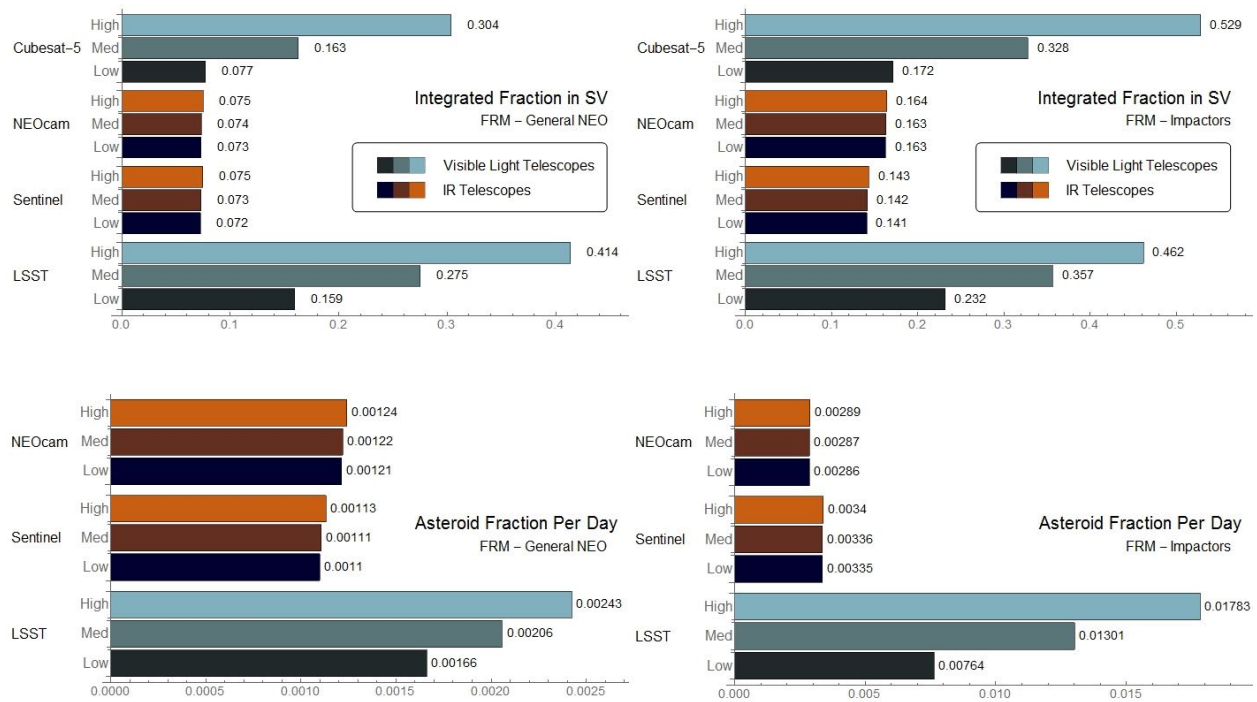 High 0.304
Cubesat–5 Med 0.163
Low 0.077
High 0.075
NEOcam Med 0.074
Low 0.073
High 0.075
Sentinel Med 0.073
Low 0.072
High 0.414
LSST Med 0.275
Low 0.159
0.0 0.1 0.2 0.3 0.4
Integrated Fraction in SV
FRM – General NEO
Visible Light Telescopes
IR Telescopes
High 0.529
Cubesat–5 Med 0.328
Low 0.172
High 0.164
NEOcam Med 0.163
Low 0.163
High 0.143
Sentinel Med 0.142
Low 0.141
High 0.462
LSST Med 0.357
Low 0.232
0.0 0.1 0.2 0.3 0.4 0.5
Integrated Fraction in SV
FRM – Impactors
Visible Light Telescopes
IR Telescopes
High 0.00124
NEOcam Med 0.00122
Low 0.00121
High 0.00113
Sentinel Med 0.00111
Low 0.0011
High 0.00243
LSST Med 0.00206
Low 0.00166
0.0000 0.0005 0.0010 0.0015 0.0020 0.0025
Asteroid Fraction Per Day
FRM – General NEO
High 0.00289
NEOcam Med 0.00287
Low 0.00286
High 0.0034
Sentinel Med 0.00336
Low 0.00335
High 0.01783
LSST Med 0.01301
Low 0.00764
0.000 0.005 0.010 0.015
Asteroid Fraction Per Day
FRM – Impactors